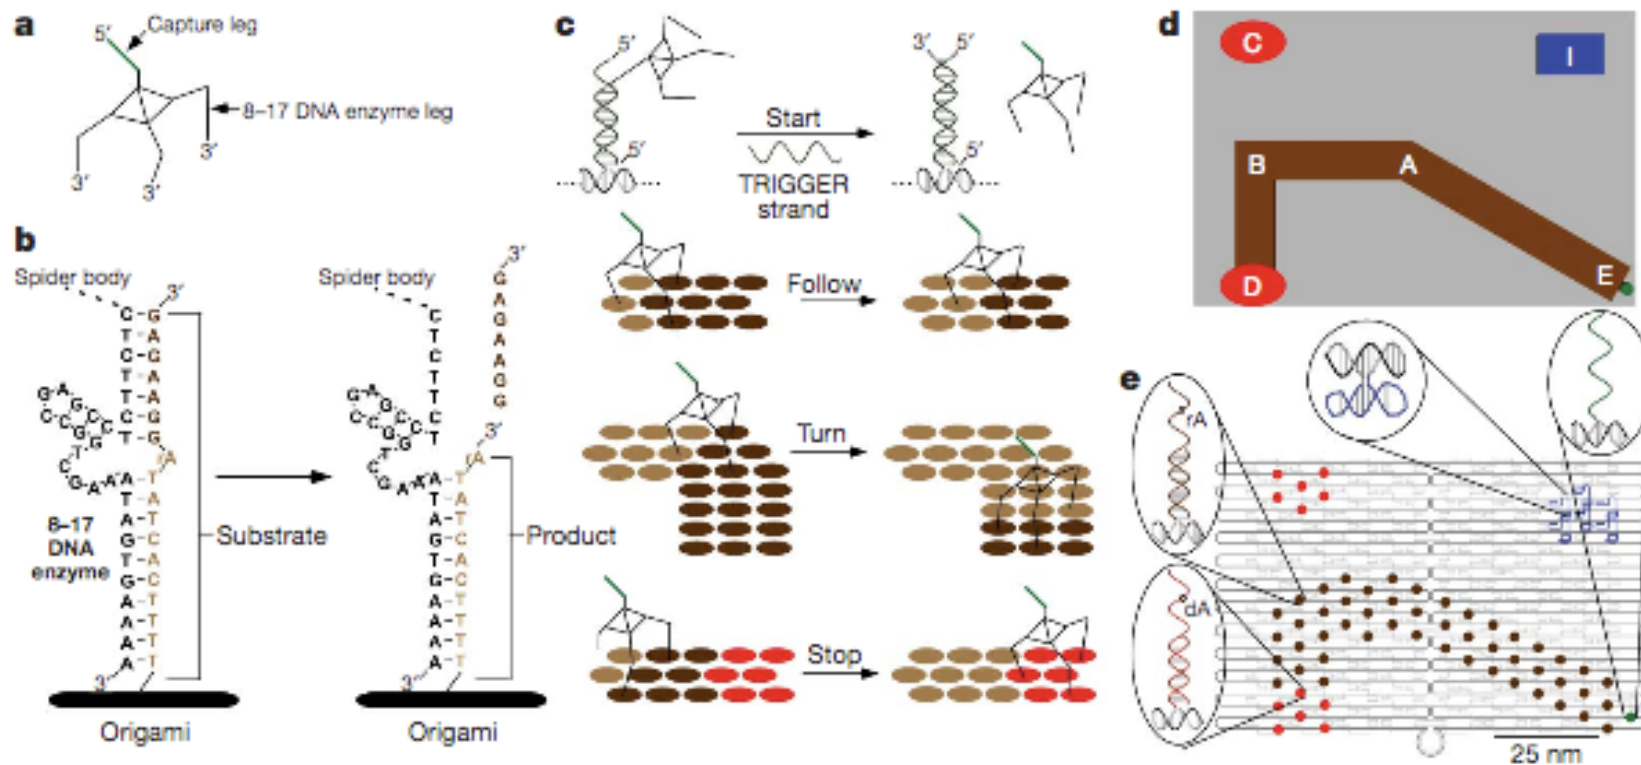 a
Capture leg
5′
8–17 DNA enzyme leg
3′
3′
3′
b
Spider body
3′
C G
T A
C G
T A
T A
C G
T G
rA
A T
T A
A T
G C
T A
G C
A T
A T
A T
A T
G A
C G C
C C
G G
T
C
G A A
8–17
DNA
enzyme
Substrate
3′
Origami
Spider body
3′
G
A
G
A
A
G
G
C
T
C
T
T
C
T
3′
rA
A T
T A
A T
G C
T A
G C
A T
A T
A T
A T
Product
3′
Origami
c
5′
5′
Start
TRIGGER
strand
3′ 5′
5′
Follow
Turn
Stop
d
C
I
B
A
D
E
e
rA
dA
25 nm